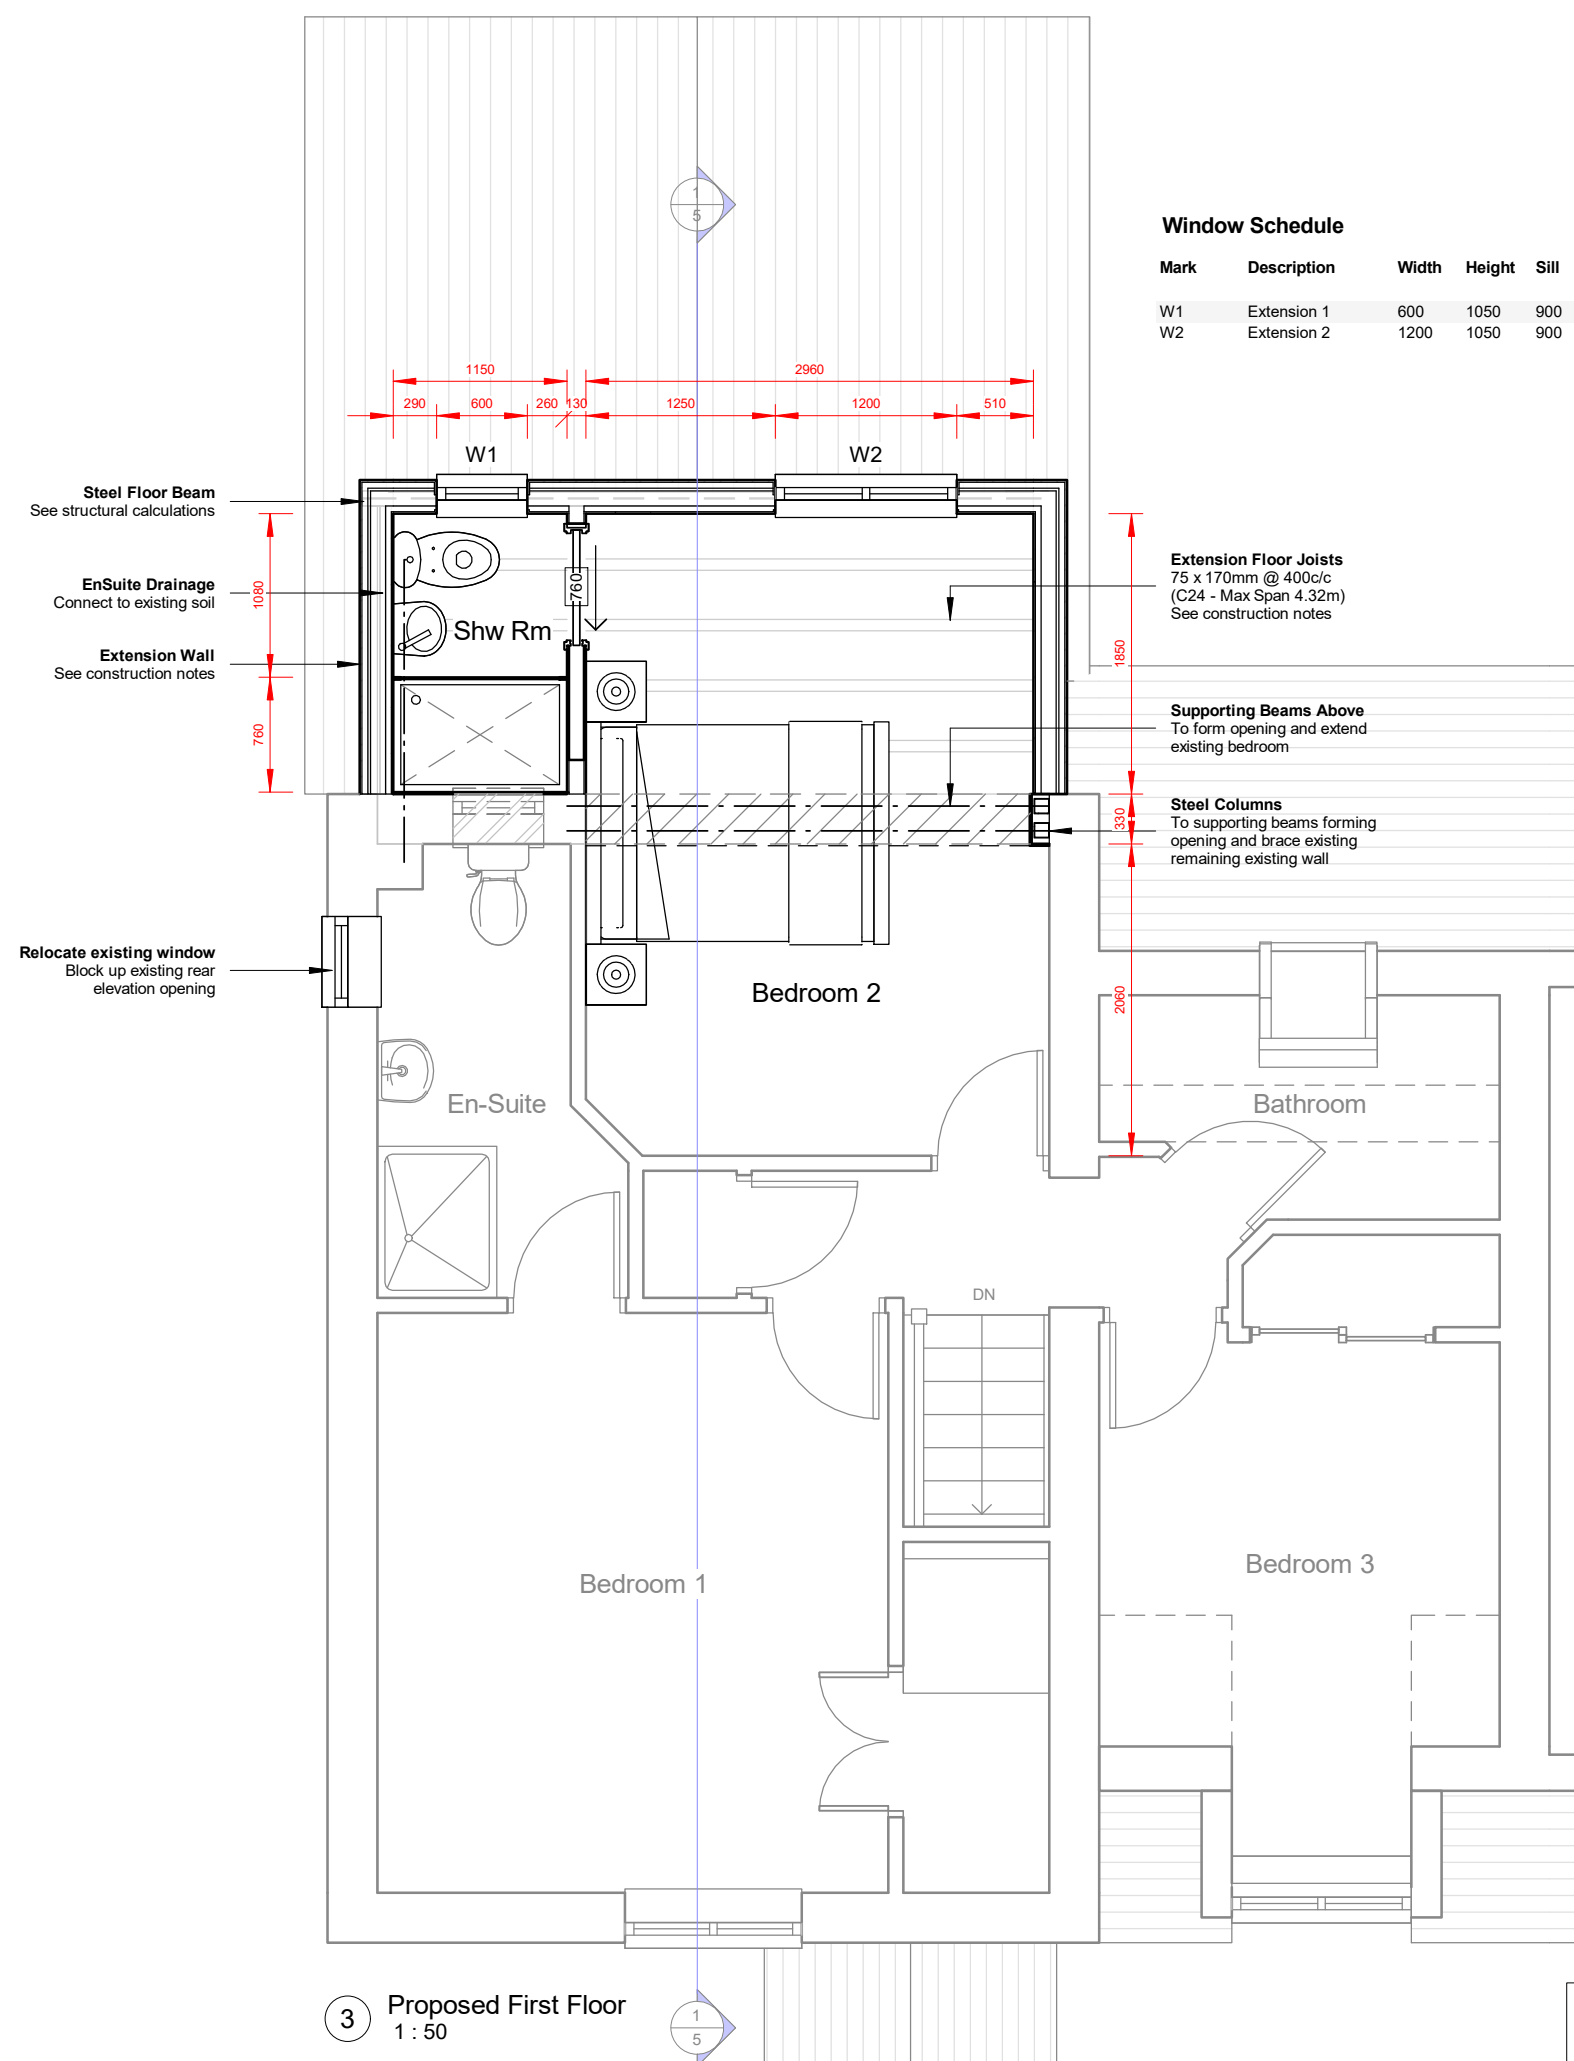 1
5
Window Schedule
Mark Description Width Height Sill
W1 Extension 1 600 1050 900
W2 Extension 2 1200 1050 900
1150 2960
290 600 260 130 1250 1200 510
W1 W2
Steel Floor Beam
See structural calculations
EnSuite Drainage
Connect to existing soil
Extension Wall
See construction notes
1080
760
760
Shw Rm
Extension Floor Joists
75 x 170mm @ 400c/c
(C24 - Max Span 4.32m)
See construction notes
1850
Supporting Beams Above
To form opening and extend
existing bedroom
330
Steel Columns
To supporting beams forming
opening and brace existing
remaining existing wall
Relocate existing window
Block up existing rear
elevation opening
Bedroom 2
2060
En-Suite
Bathroom
DN
Bedroom 1
Bedroom 3
3 Proposed First Floor
1 : 50
1
5